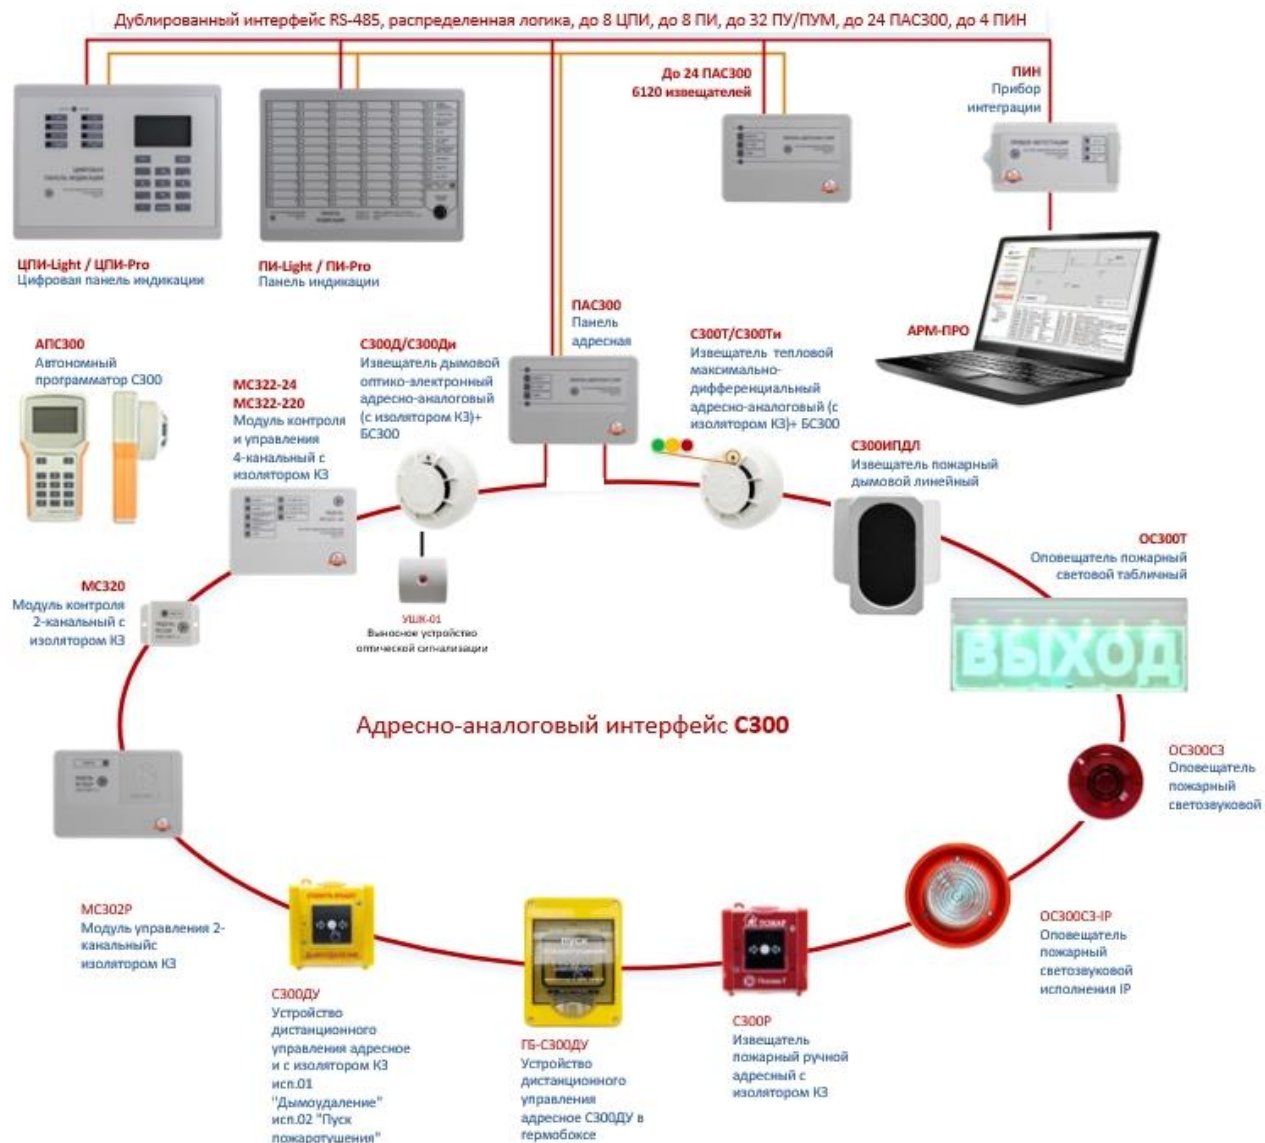 Дублированный интерфейс RS-485, распределенная логика, до 8 ЦПИ, до 8 ПИ, до 32 ПУ/ПУМ, до 24 ПАС300, до 4 ПИН
До 24 ПАС300
6120 извещателей
ПИН
Прибор
интеграции
ЦИФРОВАЯ
ПАНЕЛЬ ИНДИКАЦИИ
ПАНЕЛЬ
ИНДИКАЦИИ
ЦПИ-Light / ЦПИ-Pro
Цифровая панель индикации
ПИ-Light / ПИ-Pro
Панель индикации
ПАС300
Панель
адресная
АРМ-ПРО
АПС300
Автономный
программатор С300
МС322-24
МС322-220
Модуль контроля
и управления
4-канальный с
изолятором КЗ
С300Д/С300Ди
Извещатель дымовой
оптико-электронный
адресно-аналоговый
(с изолятором КЗ)+
БС300
С300Т/С300Ти
Извещатель тепловой
максимально-
дифференциальный
адресно-аналоговый (с
изолятором КЗ)+ БС300
С300ИПДЛ
Извещатель пожарный
дымовой линейный
ОС300Т
Оповещатель пожарный
световой табличный
ВЫХОД
МС320
Модуль контроля
2-канальный с
изолятором КЗ
УШК-01
Выносное устройство
оптической сигнализации
Адресно-аналоговый интерфейс С300
ОС300СЗ
Оповещатель
пожарный
светозвуковой
МС302Р
Модуль управления 2-
канальныйс
изолятором КЗ
ДЫМОУДАЛЕНИЕ
С300ДУ
Устройство
дистанционного
управления адресное
и с изолятором КЗ
исп.01
"Дымоудаление"
исп.02 "Пуск
пожаротушения"
ПУСК
ГБ-С300ДУ
Устройство
дистанционного
управления
адресное С300ДУ в
гермобоксе
ПОЖАР
С300Р
Извещатель
пожарный ручной
адресный с
изолятором КЗ
ОС300СЗ-IP
Оповещатель
пожарный
светозвуковой
исполнения IP